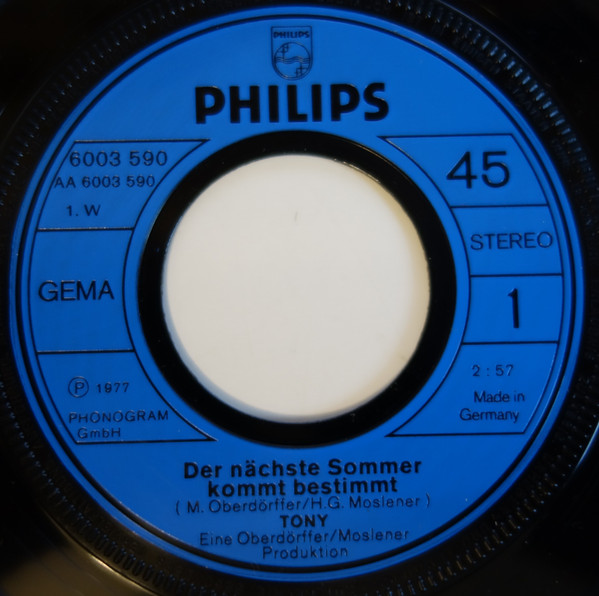 PHILIPS
PHILIPS
6003 590
AA 6003 590
1. W
GEMA
Ⓟ 1977
PHONOGRAM
GmbH
45
STEREO
1
2:57
Made in
Germany
Der nächste Sommer
kommt bestimmt
( M. Oberdörffer/H.G. Moslener )
TONY
Eine Oberdörffer/Moslener
Produktion